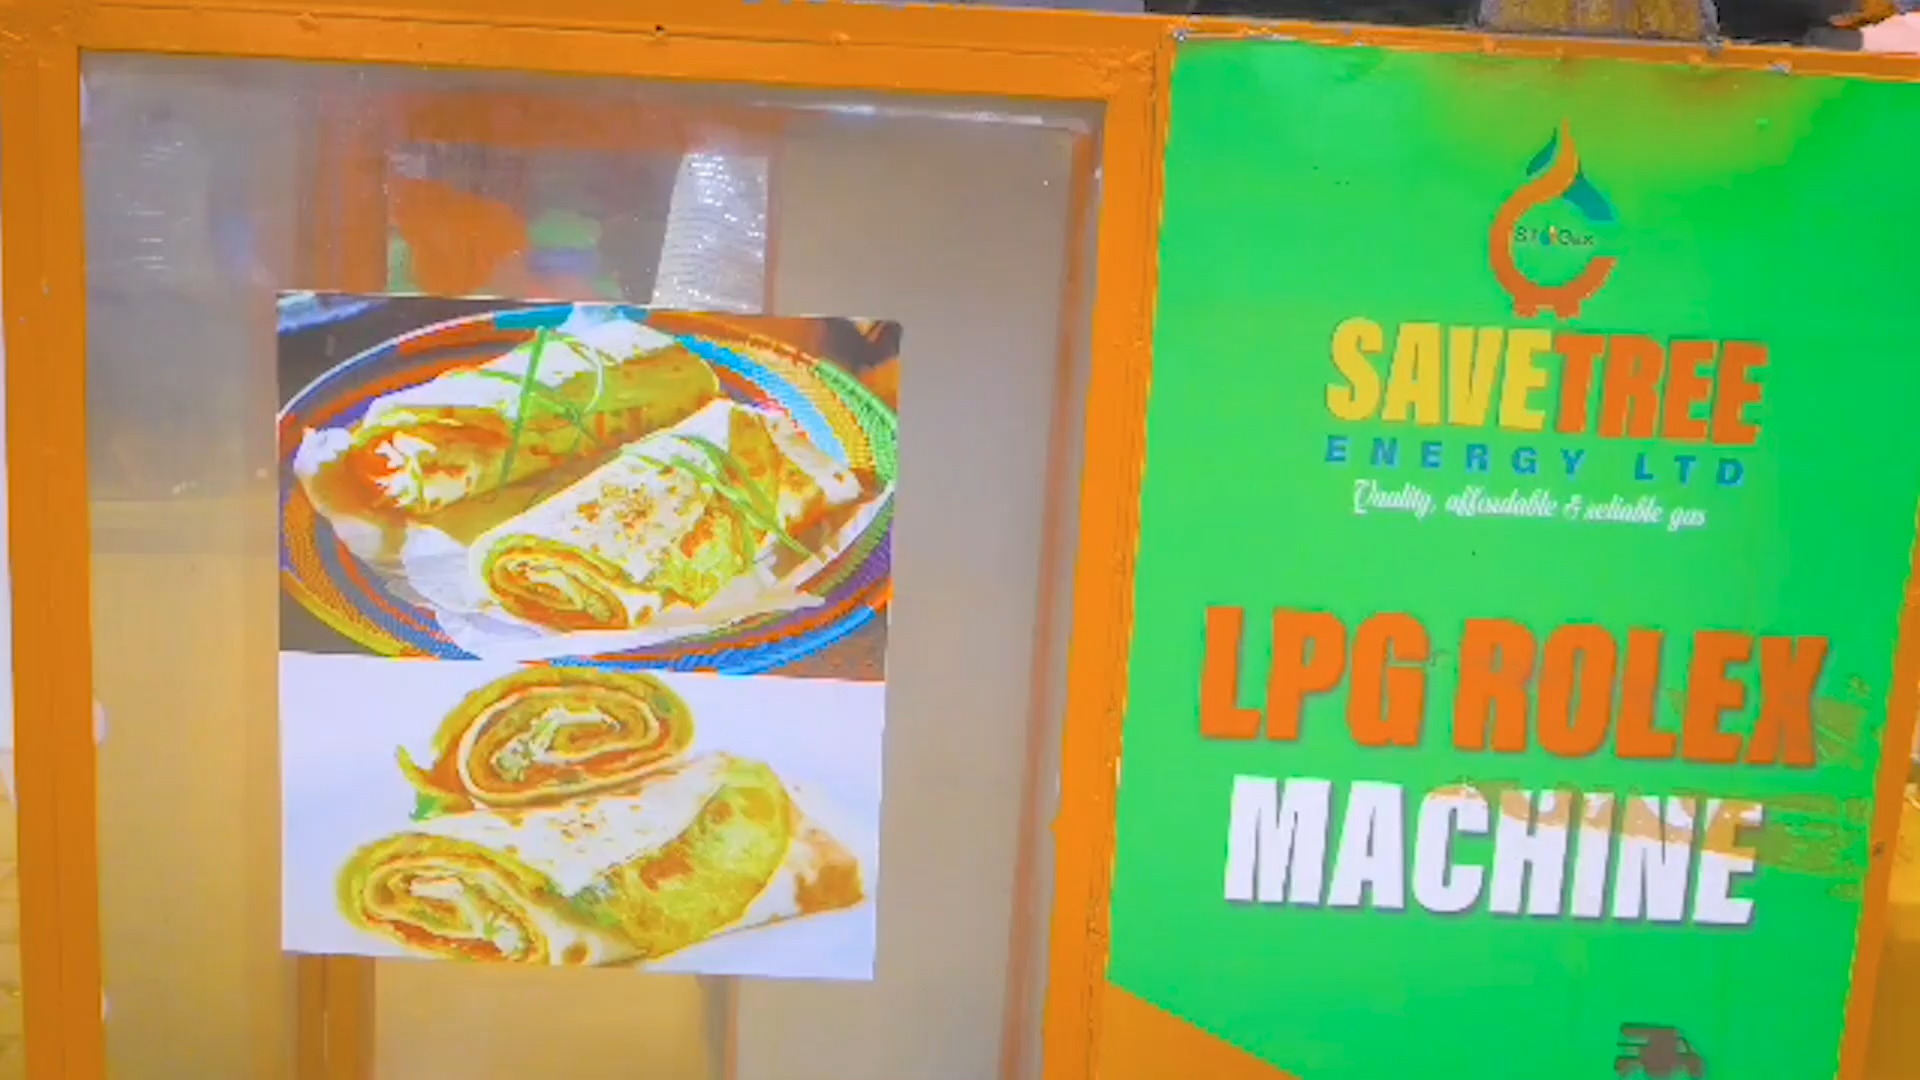 SAVETREE
ENERGY LTD
Quality, affordable & reliable gas
LPG ROLEX
MACHINE